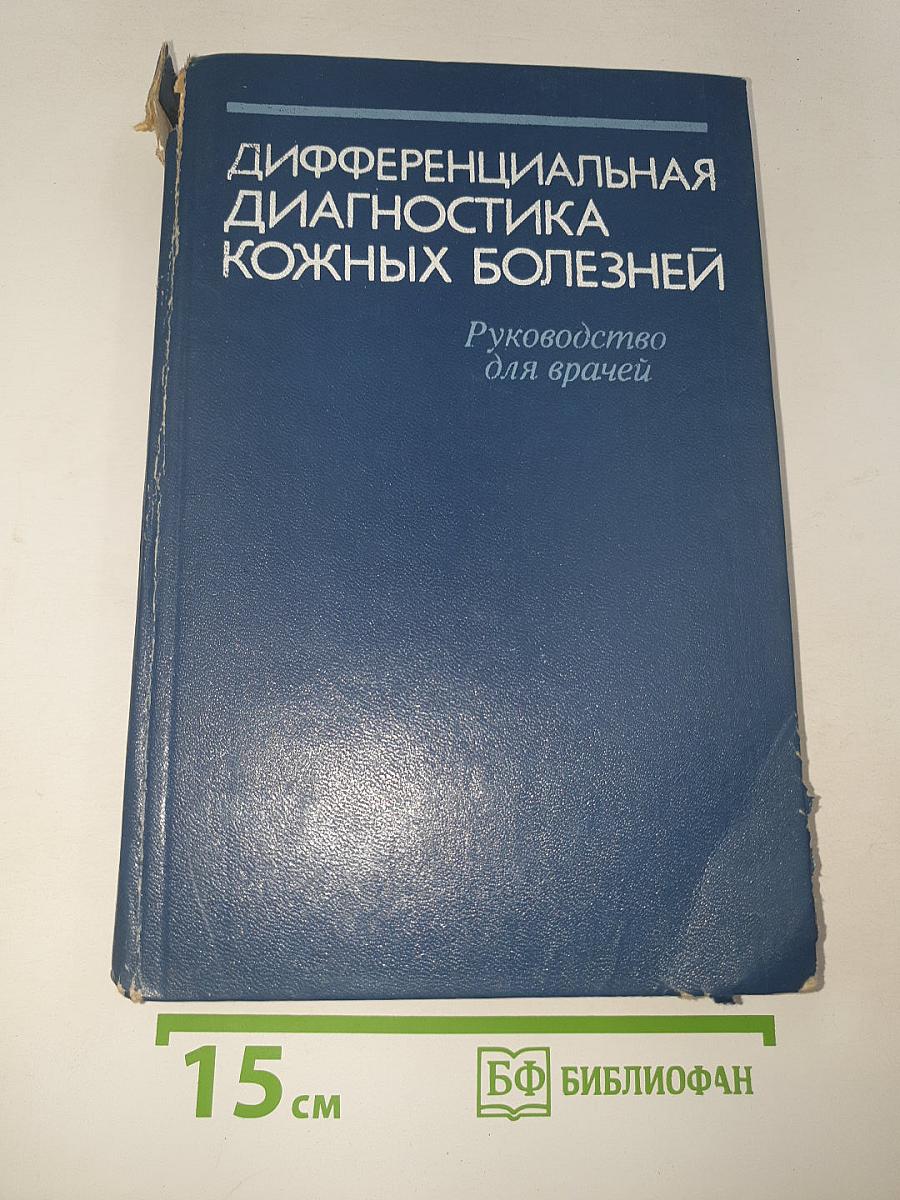 ДИФФЕРЕНЦИАЛЬНАЯ
ДИАГНОСТИКА
КОЖНЫХ БОЛЕЗНЕЙ
Руководство
для врачей
15 см
БФ БИБЛИОФАН